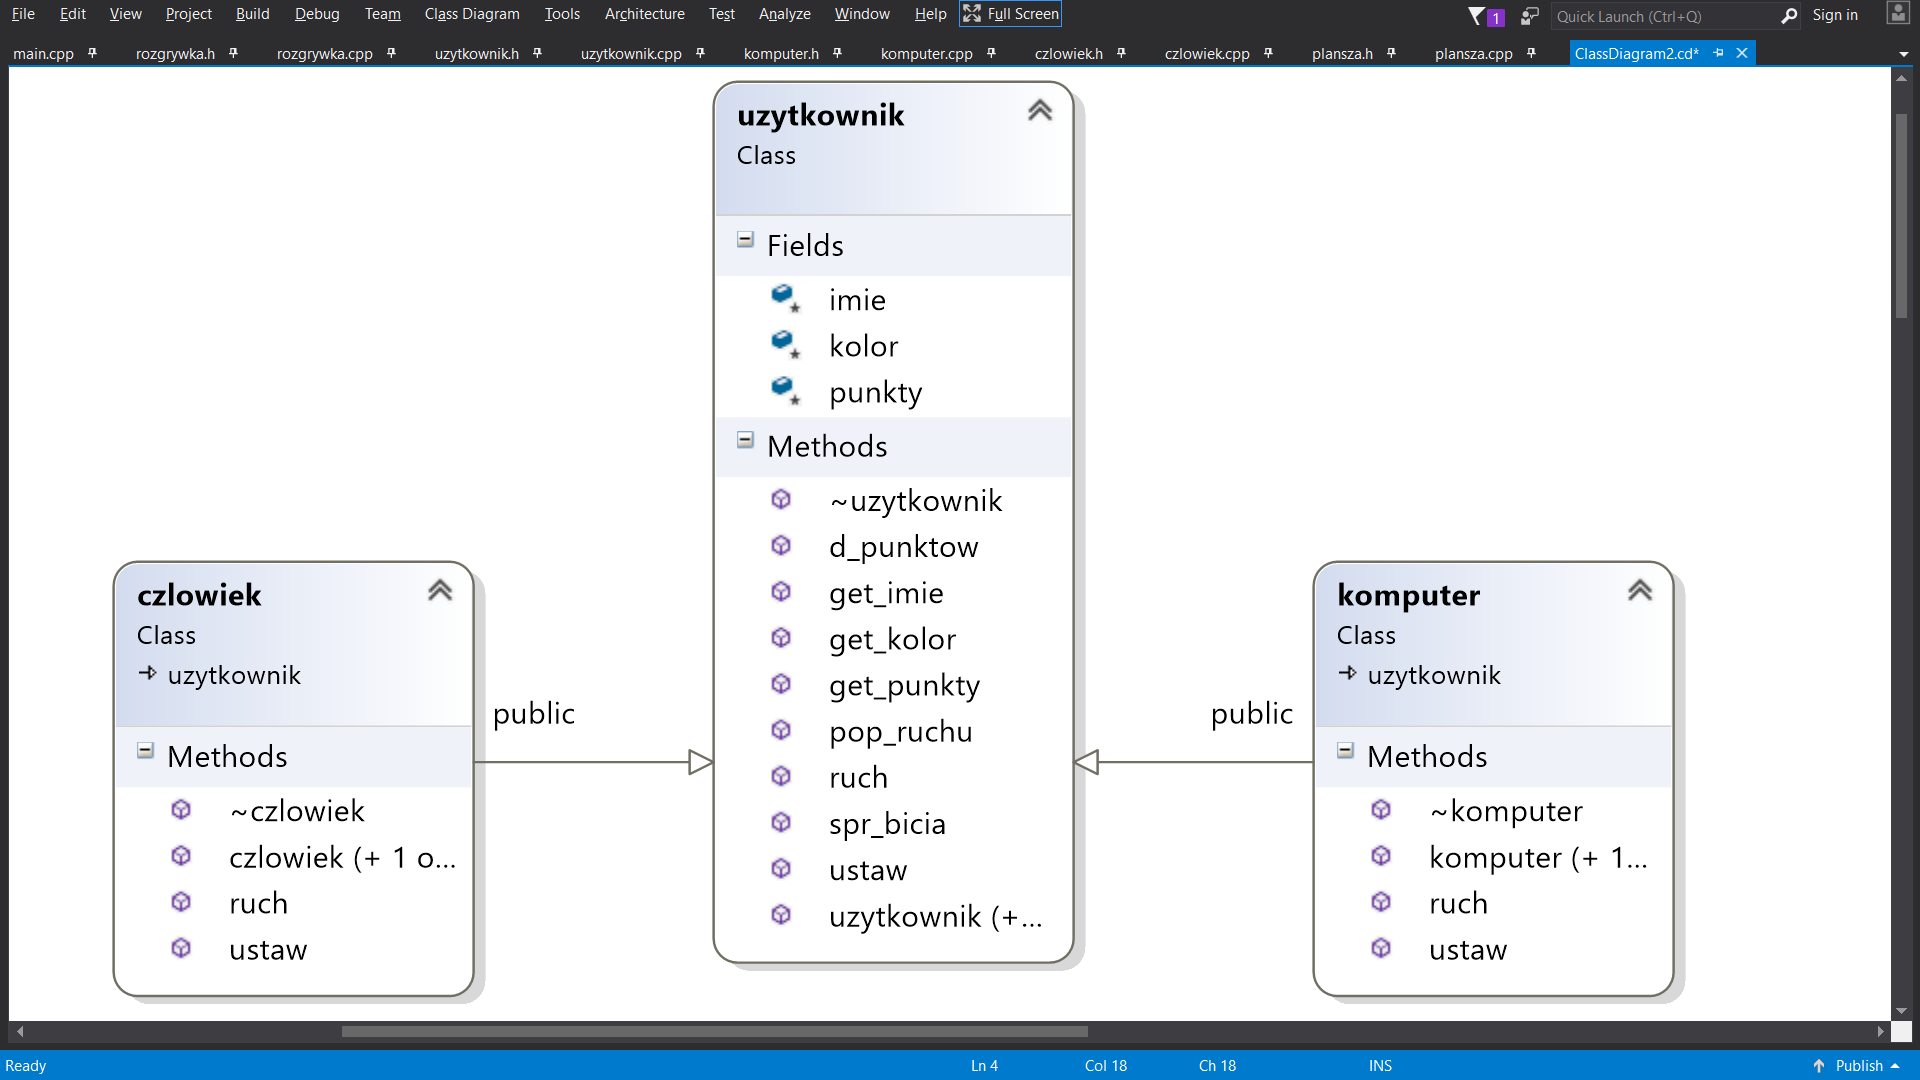 File Edit View Project Build Debug Team Class Diagram Tools Architecture Test Analyze Window Help Full Screen 1 Quick Launch (Ctrl+Q) Sign in
main.cpp rozgrywka.h rozgrywka.cpp uzytkownik.h uzytkownik.cpp komputer.h komputer.cpp czlowiek.h czlowiek.cpp plansza.h plansza.cpp ClassDiagram2.cd*
uzytkownik
Class
Fields
imie
kolor
punkty
Methods
~uzytkownik
d_punktow
get_imie
get_kolor
get_punkty
pop_ruchu
ruch
spr_bicia
ustaw
uzytkownik (+...
czlowiek
Class
uzytkownik
Methods
~czlowiek
czlowiek (+ 1 o...
ruch
ustaw
public
public
komputer
Class
uzytkownik
Methods
~komputer
komputer (+ 1...
ruch
ustaw
Ready Ln 4 Col 18 Ch 18 INS Publish